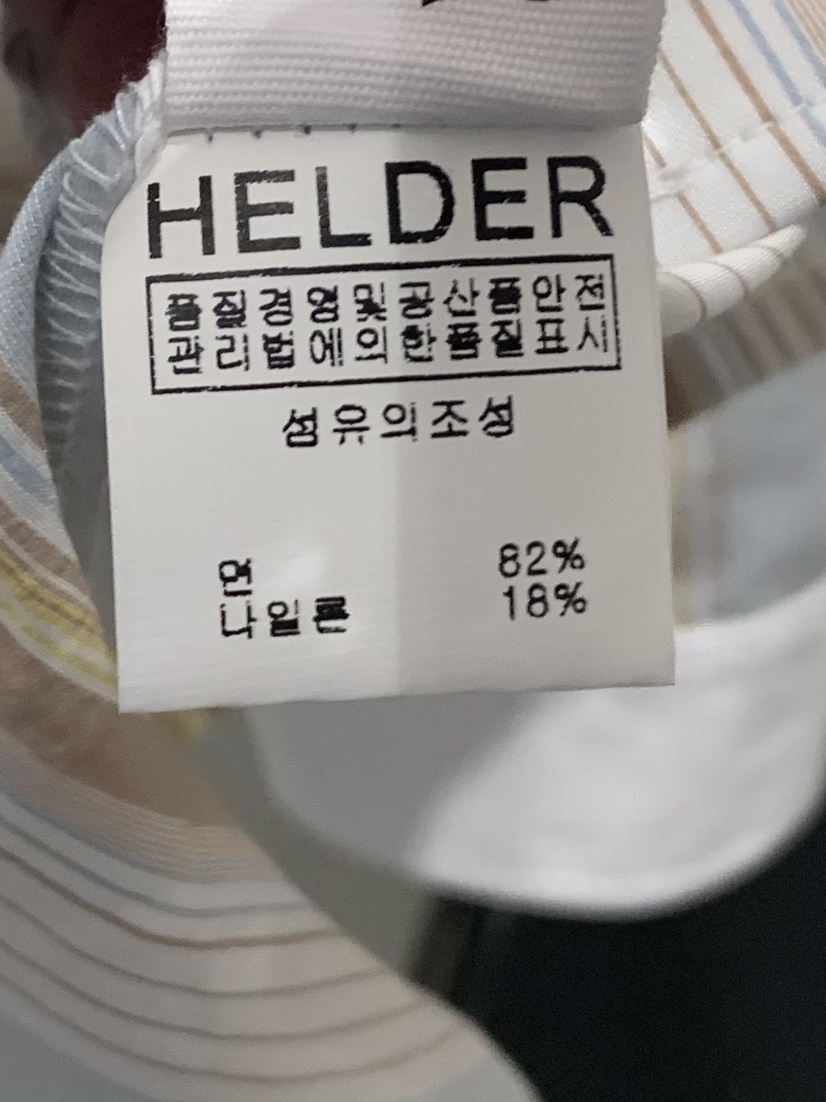 HELDER
품질경영및공산품안전
관리법에의한품질표시
섬유의조성
면 82%
나일론 18%